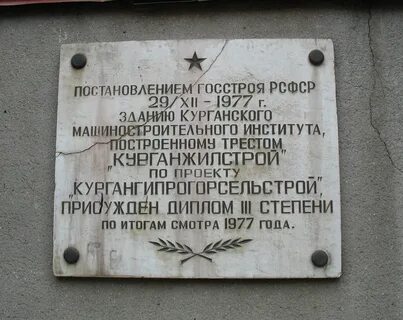 ПОСТАНОВЛЕНИЕМ ГОССТРОЯ РСФСР
29/XII-1977 г.
ЗДАНИЮ КУРГАНСКОГО
МАШИНОСТРОИТЕЛЬНОГО ИНСТИТУТА,
ПОСТРОЕННОМУ ТРЕСТОМ
"КУРГАНЖИЛСТРОЙ"
ПО ПРОЕКТУ
"КУРГАНГИПРОГОРСЕЛЬСТРОЙ",
ПРИСУЖДЕН ДИПЛОМ III СТЕПЕНИ
ПО ИТОГАМ СМОТРА 1977 ГОДА.